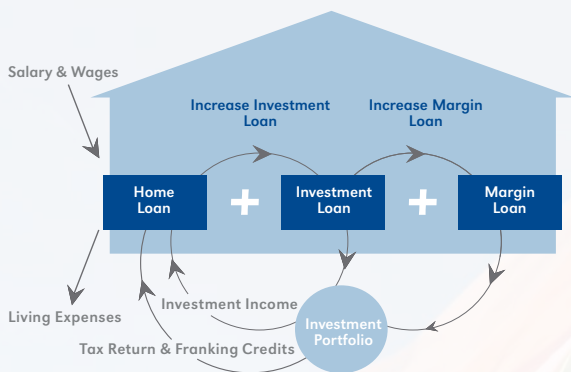 Salary & Wages
Increase Investment
Loan
Increase Margin
Loan
Home
Loan
+
Investment
Loan
+
Margin
Loan
Living Expenses
Investment Income
Tax Return & Franking Credits
Investment
Portfolio